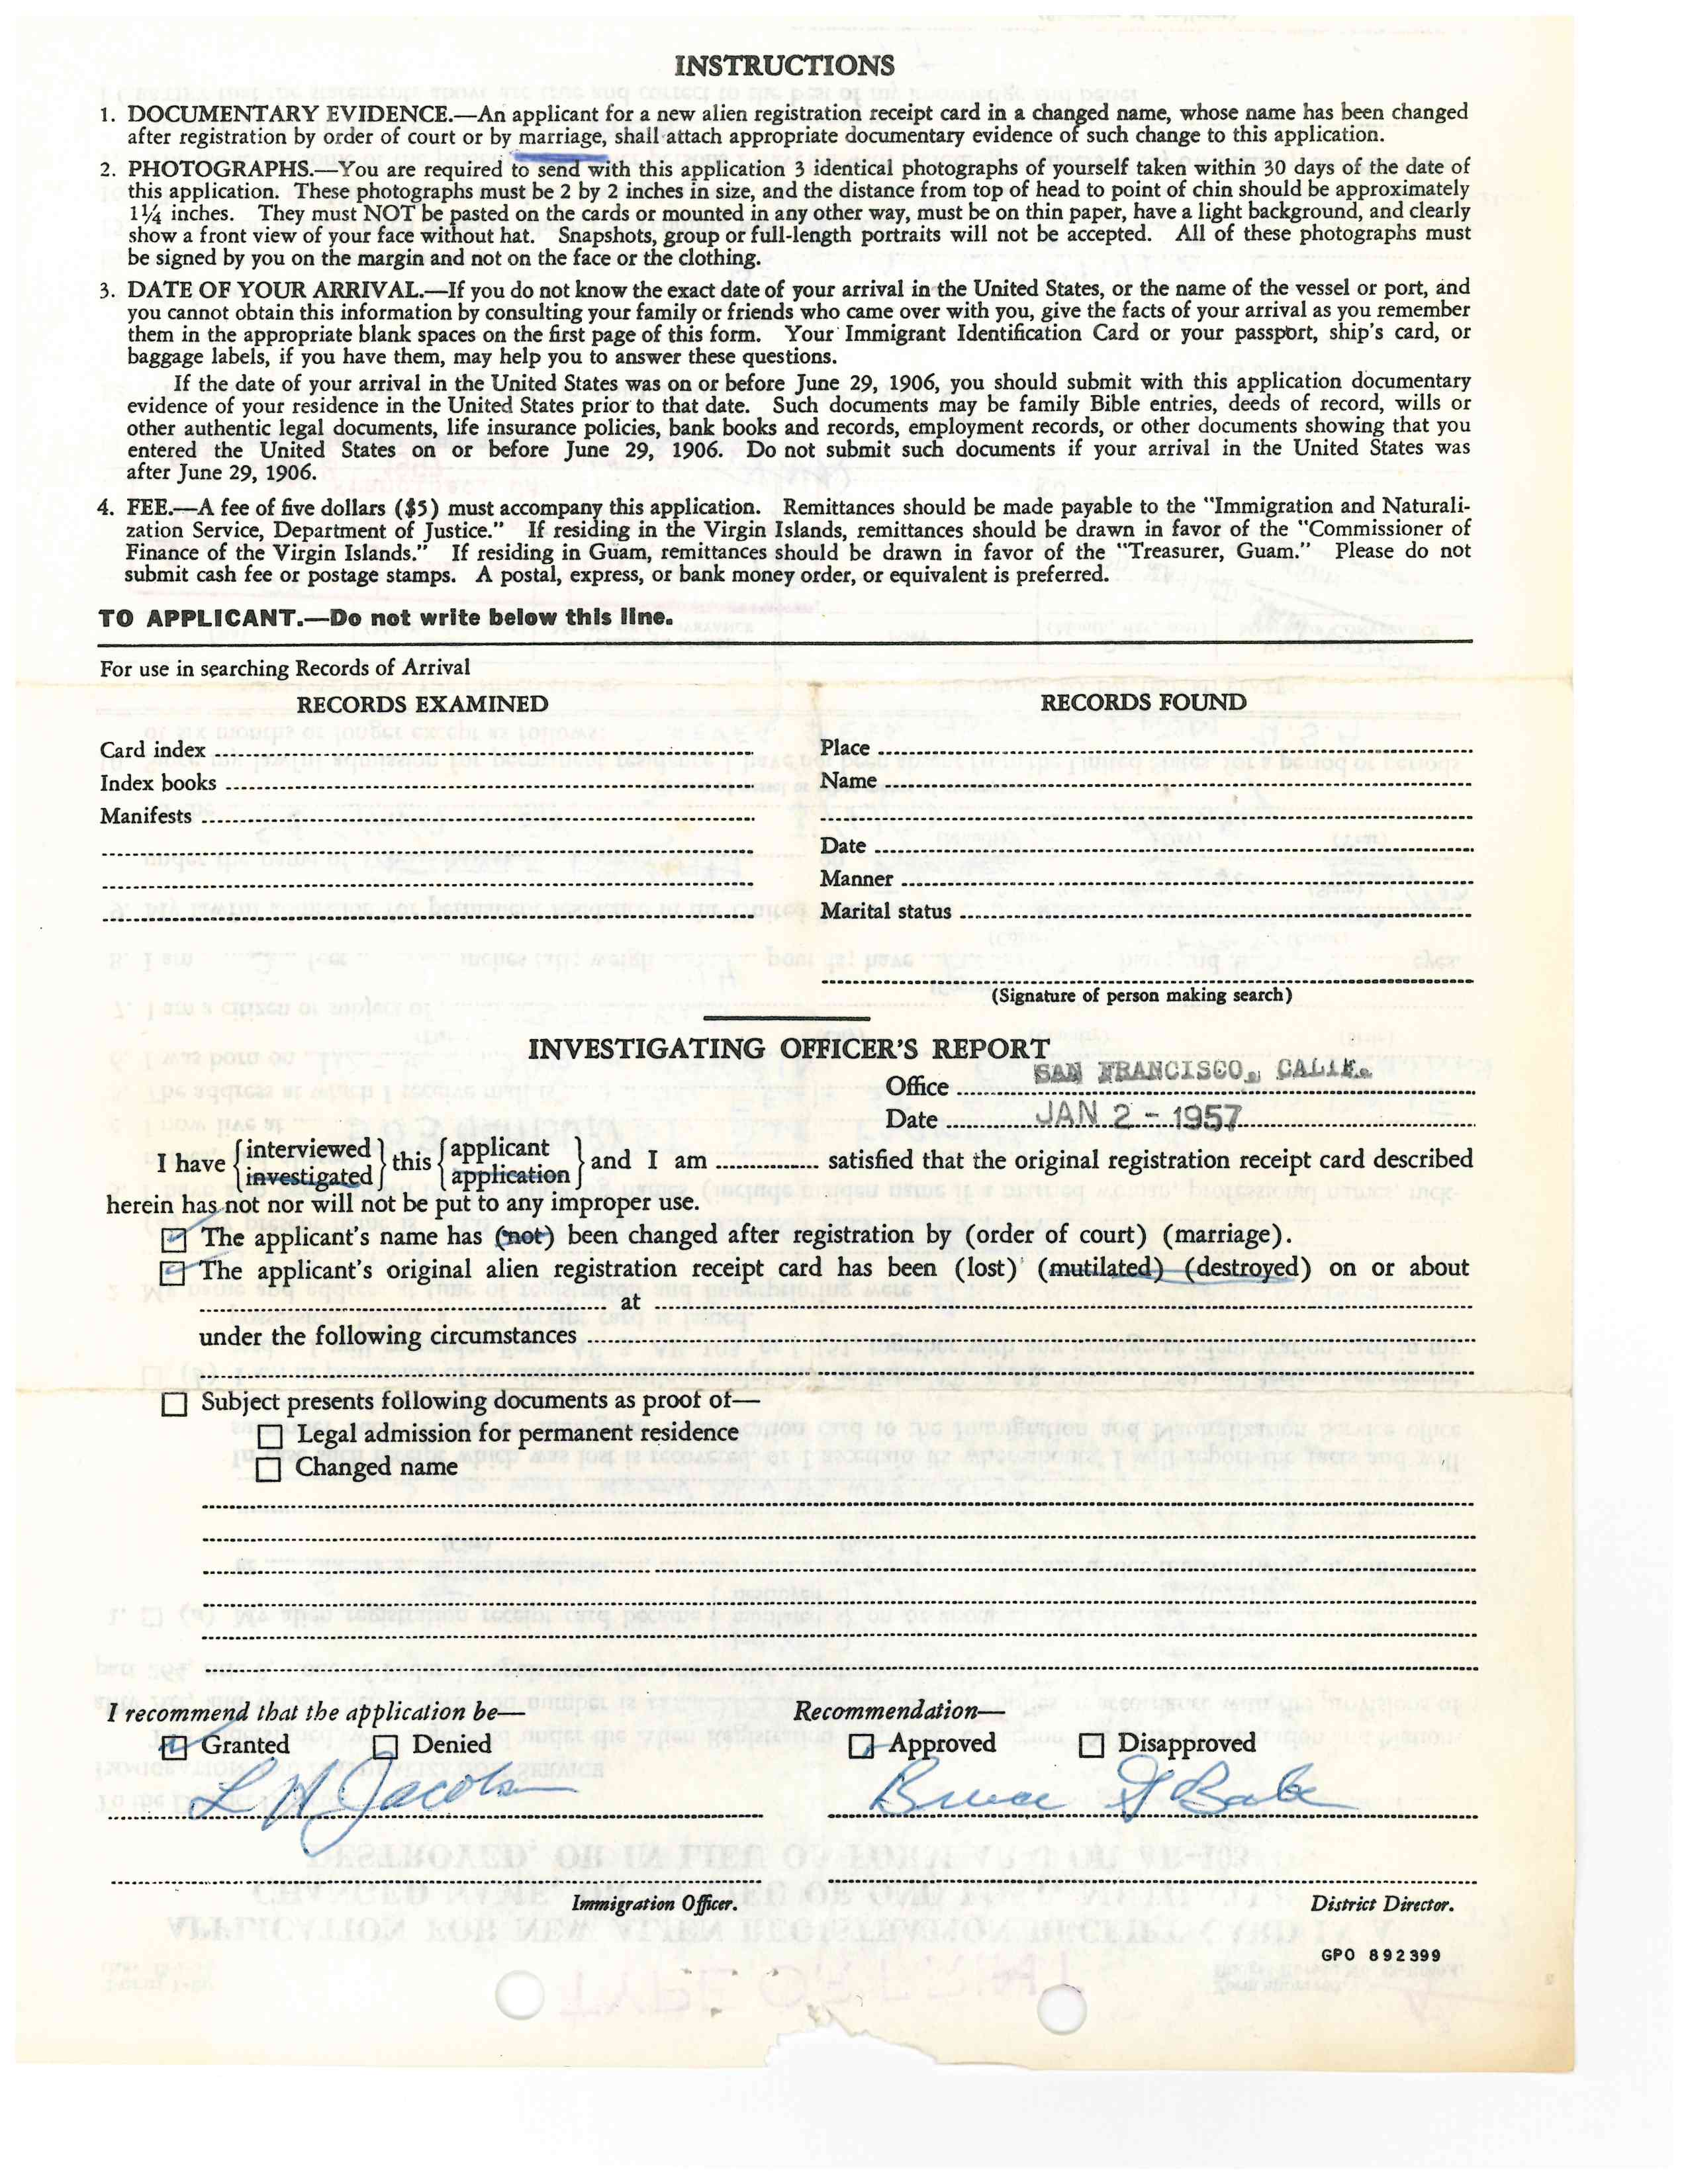 INSTRUCTIONS
1. DOCUMENTARY EVIDENCE.—An applicant for a new alien registration receipt card in a changed name, whose name has been changed
after registration by order of court or by marriage, shall attach appropriate documentary evidence of such change to this application.
2. PHOTOGRAPHS.—You are required to send with this application 3 identical photographs of yourself taken within 30 days of the date of
this application. These photographs must be 2 by 2 inches in size, and the distance from top of head to point of chin should be approximately
1¼ inches. They must NOT be pasted on the cards or mounted in any other way, must be on thin paper, have a light background, and clearly
show a front view of your face without hat. Snapshots, group or full-length portraits will not be accepted. All of these photographs must
be signed by you on the margin and not on the face or the clothing.
3. DATE OF YOUR ARRIVAL.—If you do not know the exact date of your arrival in the United States, or the name of the vessel or port, and
you cannot obtain this information by consulting your family or friends who came over with you, give the facts of your arrival as you remember
them in the appropriate blank spaces on the first page of this form. Your Immigrant Identification Card or your passport, ship's card, or
baggage labels, if you have them, may help you to answer these questions.
If the date of your arrival in the United States was on or before June 29, 1906, you should submit with this application documentary
evidence of your residence in the United States prior to that date. Such documents may be family Bible entries, deeds of record, wills or
other authentic legal documents, life insurance policies, bank books and records, employment records, or other documents showing that you
entered the United States on or before June 29, 1906. Do not submit such documents if your arrival in the United States was
after June 29, 1906.
4. FEE.—A fee of five dollars ($5) must accompany this application. Remittances should be made payable to the "Immigration and Naturali-
zation Service, Department of Justice." If residing in the Virgin Islands, remittances should be drawn in favor of the "Commissioner of
Finance of the Virgin Islands." If residing in Guam, remittances should be drawn in favor of the "Treasurer, Guam." Please do not
submit cash fee or postage stamps. A postal, express, or bank money order, or equivalent is preferred.
TO APPLICANT.—Do not write below this line.
For use in searching Records of Arrival
RECORDS EXAMINED
Card index
Index books
Manifests
RECORDS FOUND
Place
Name
Date
Manner
Marital status
(Signature of person making search)
INVESTIGATING OFFICER'S REPORT
Office SAN FRANCISCO, CALIF.
Date JAN 2 - 1957
I have {interviewed investigated} this {applicant application} and I am satisfied that the original registration receipt card described
herein has not nor will not be put to any improper use.
The applicant's name has (not) been changed after registration by (order of court) (marriage).
The applicant's original alien registration receipt card has been (lost) (mutilated) (destroyed) on or about
at
under the following circumstances
Subject presents following documents as proof of—
Legal admission for permanent residence
Changed name
I recommend that the application be—
Granted Denied
L W Jacobs
Immigration Officer.
Recommendation—
Approved Disapproved
Bruce
District Director.
GPO 892399